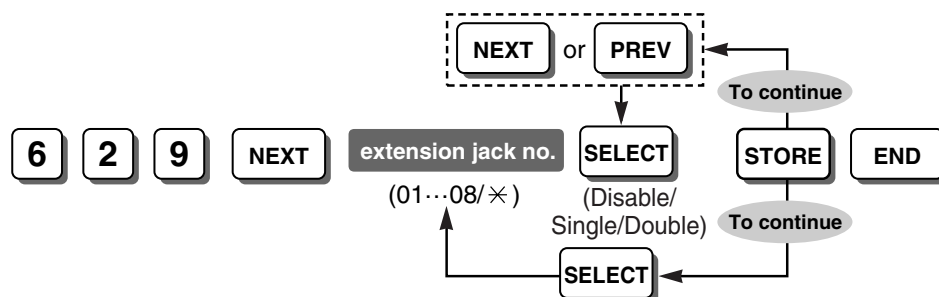 NEXT or PREV
To continue
6 2 9 NEXT extension jack no. SELECT STORE END
(01···08/✳)
(Disable/
Single/Double)
To continue
SELECT